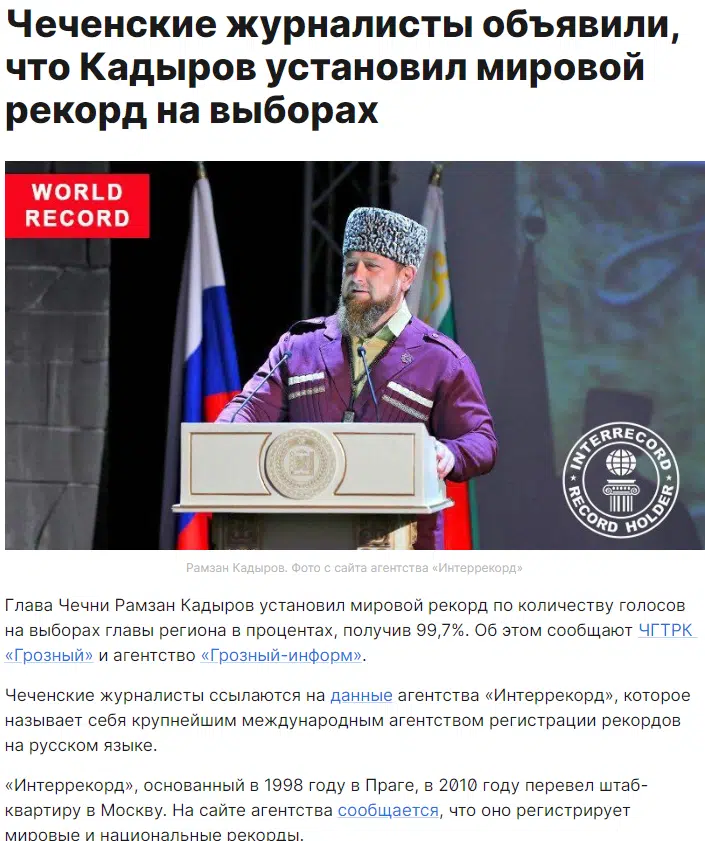 Чеченские журналисты объявили,
что Кадыров установил мировой
рекорд на выборах
WORLD
RECORD
INTERRECORD
RECORD HOLDER
Рамзан Кадыров. Фото с сайта агентства «Интеррекорд»
Глава Чечни Рамзан Кадыров установил мировой рекорд по количеству голосов
на выборах главы региона в процентах, получив 99,7%. Об этом сообщают ЧГТРК
«Грозный» и агентство «Грозный-информ».
Чеченские журналисты ссылаются на данные агентства «Интеррекорд», которое
называет себя крупнейшим международным агентством регистрации рекордов
на русском языке.
«Интеррекорд», основанный в 1998 году в Праге, в 2010 году перевел штаб-
квартиру в Москву. На сайте агентства сообщается, что оно регистрирует
мировые и национальные рекорды.